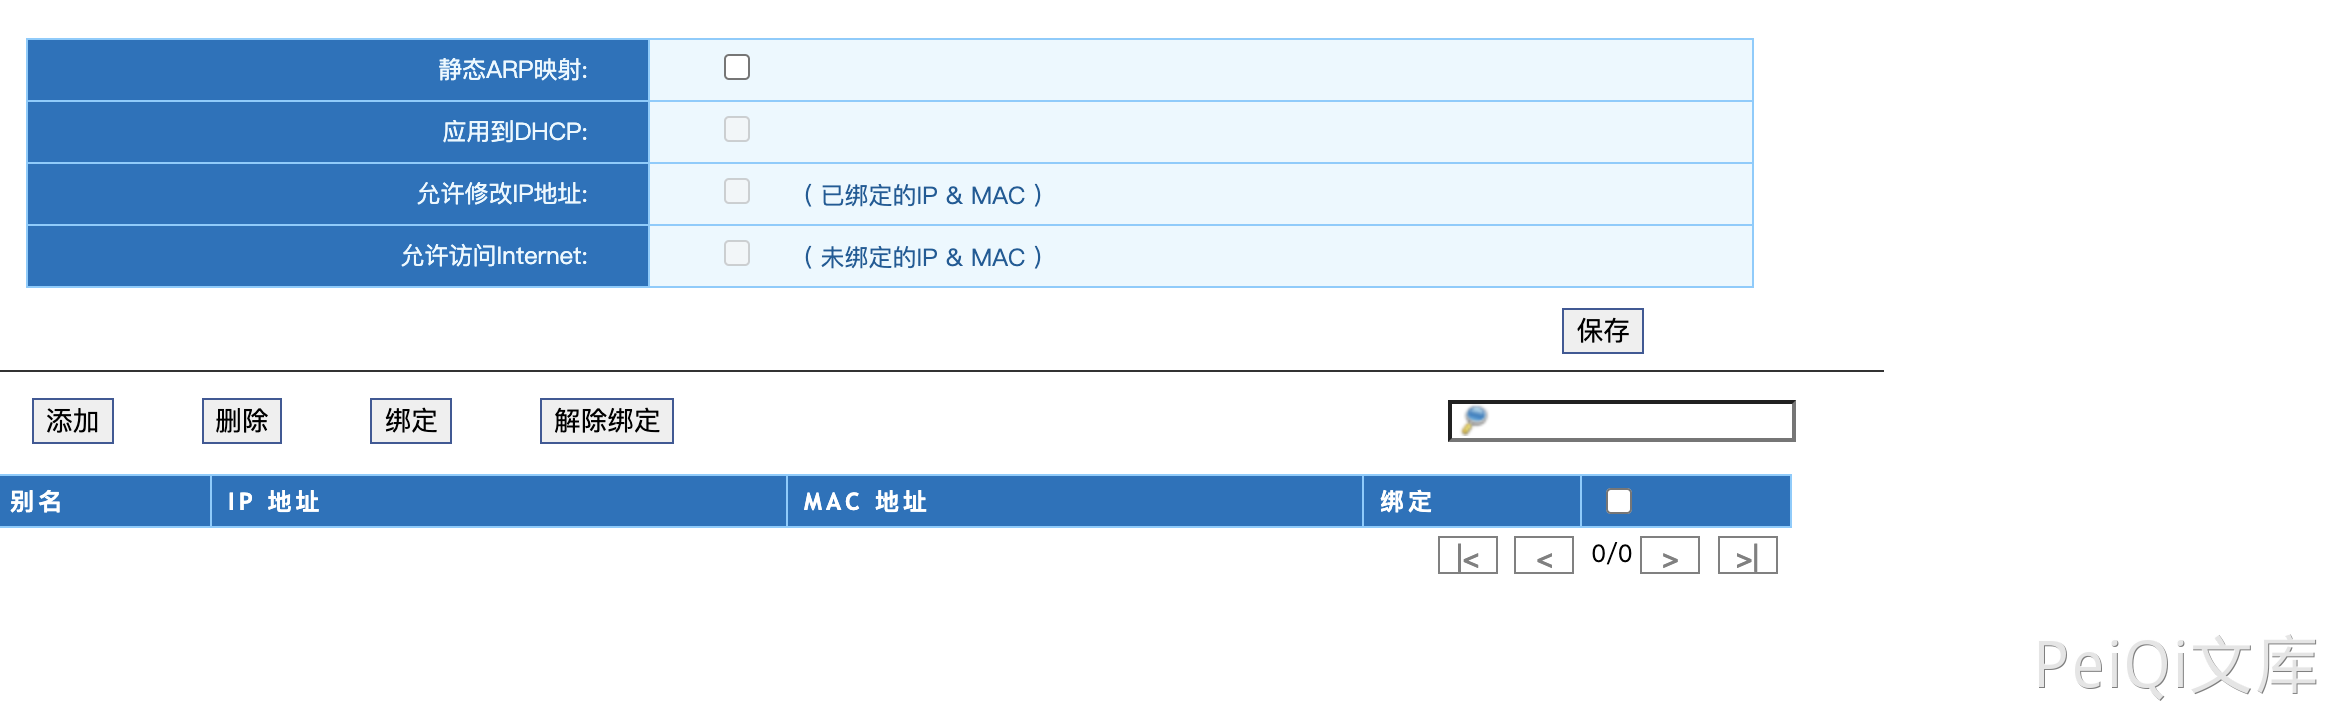 静态ARP映射:
应用到DHCP:
允许修改IP地址: ( 已绑定的IP & MAC )
允许访问Internet: ( 未绑定的IP & MAC )
保存
添加 删除 绑定 解除绑定
别名 IP 地址 MAC 地址 绑定
|< < 0/0 > >|
PeiQi文库